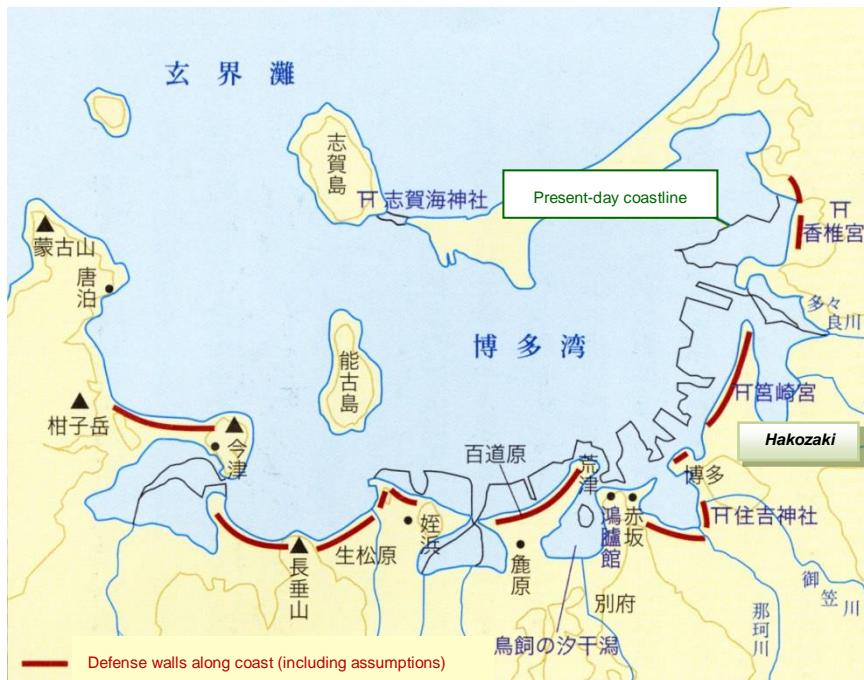 玄界灘
志賀島
志賀海神社
Present-day coastline
香椎宮
蒙古山
唐泊
多々良川
能古島
博多湾
筥崎宮
柑子岳
今津
Hakozaki
百道原
荒津
博多
姪浜
鴻臚館
赤坂
住吉神社
長垂山
生松原
麁原
別府
御笠川
那珂川
鳥飼の汐干潟
Defense walls along coast (including assumptions)